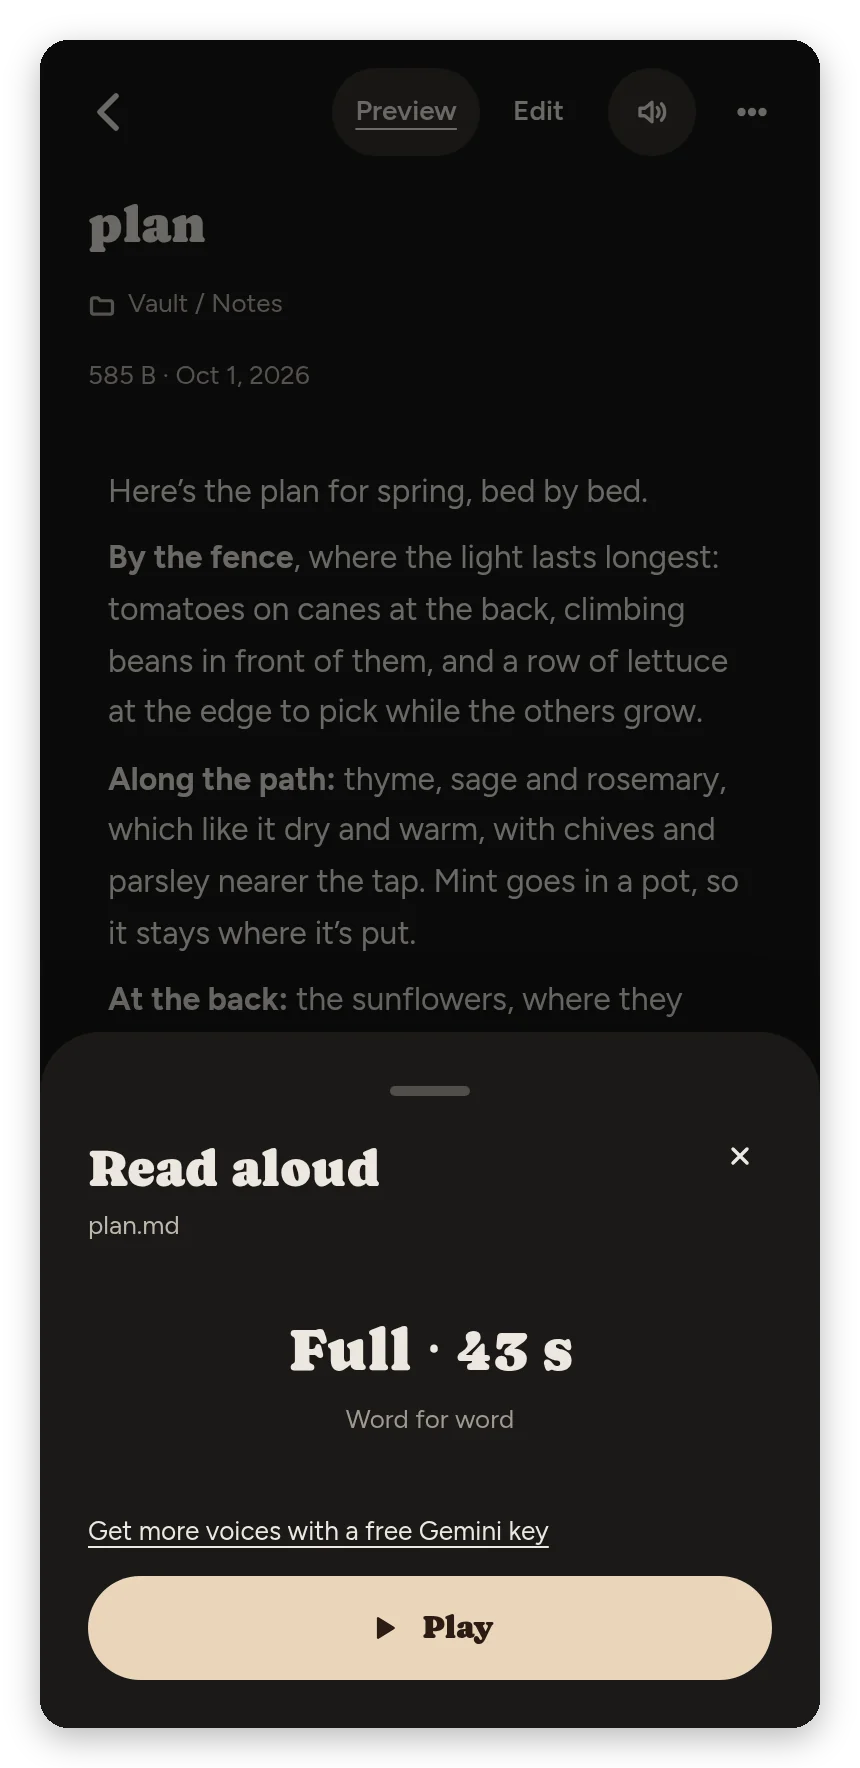 Preview Edit
plan
Vault / Notes
585 B · Oct 1, 2026
Here’s the plan for spring, bed by bed.
By the fence, where the light lasts longest:
tomatoes on canes at the back, climbing
beans in front of them, and a row of lettuce
at the edge to pick while the others grow.
Along the path: thyme, sage and rosemary,
which like it dry and warm, with chives and
parsley nearer the tap. Mint goes in a pot, so
it stays where it’s put.
At the back: the sunflowers, where they
Read aloud
plan.md
Full · 43 s
Word for word
Get more voices with a free Gemini key
Play